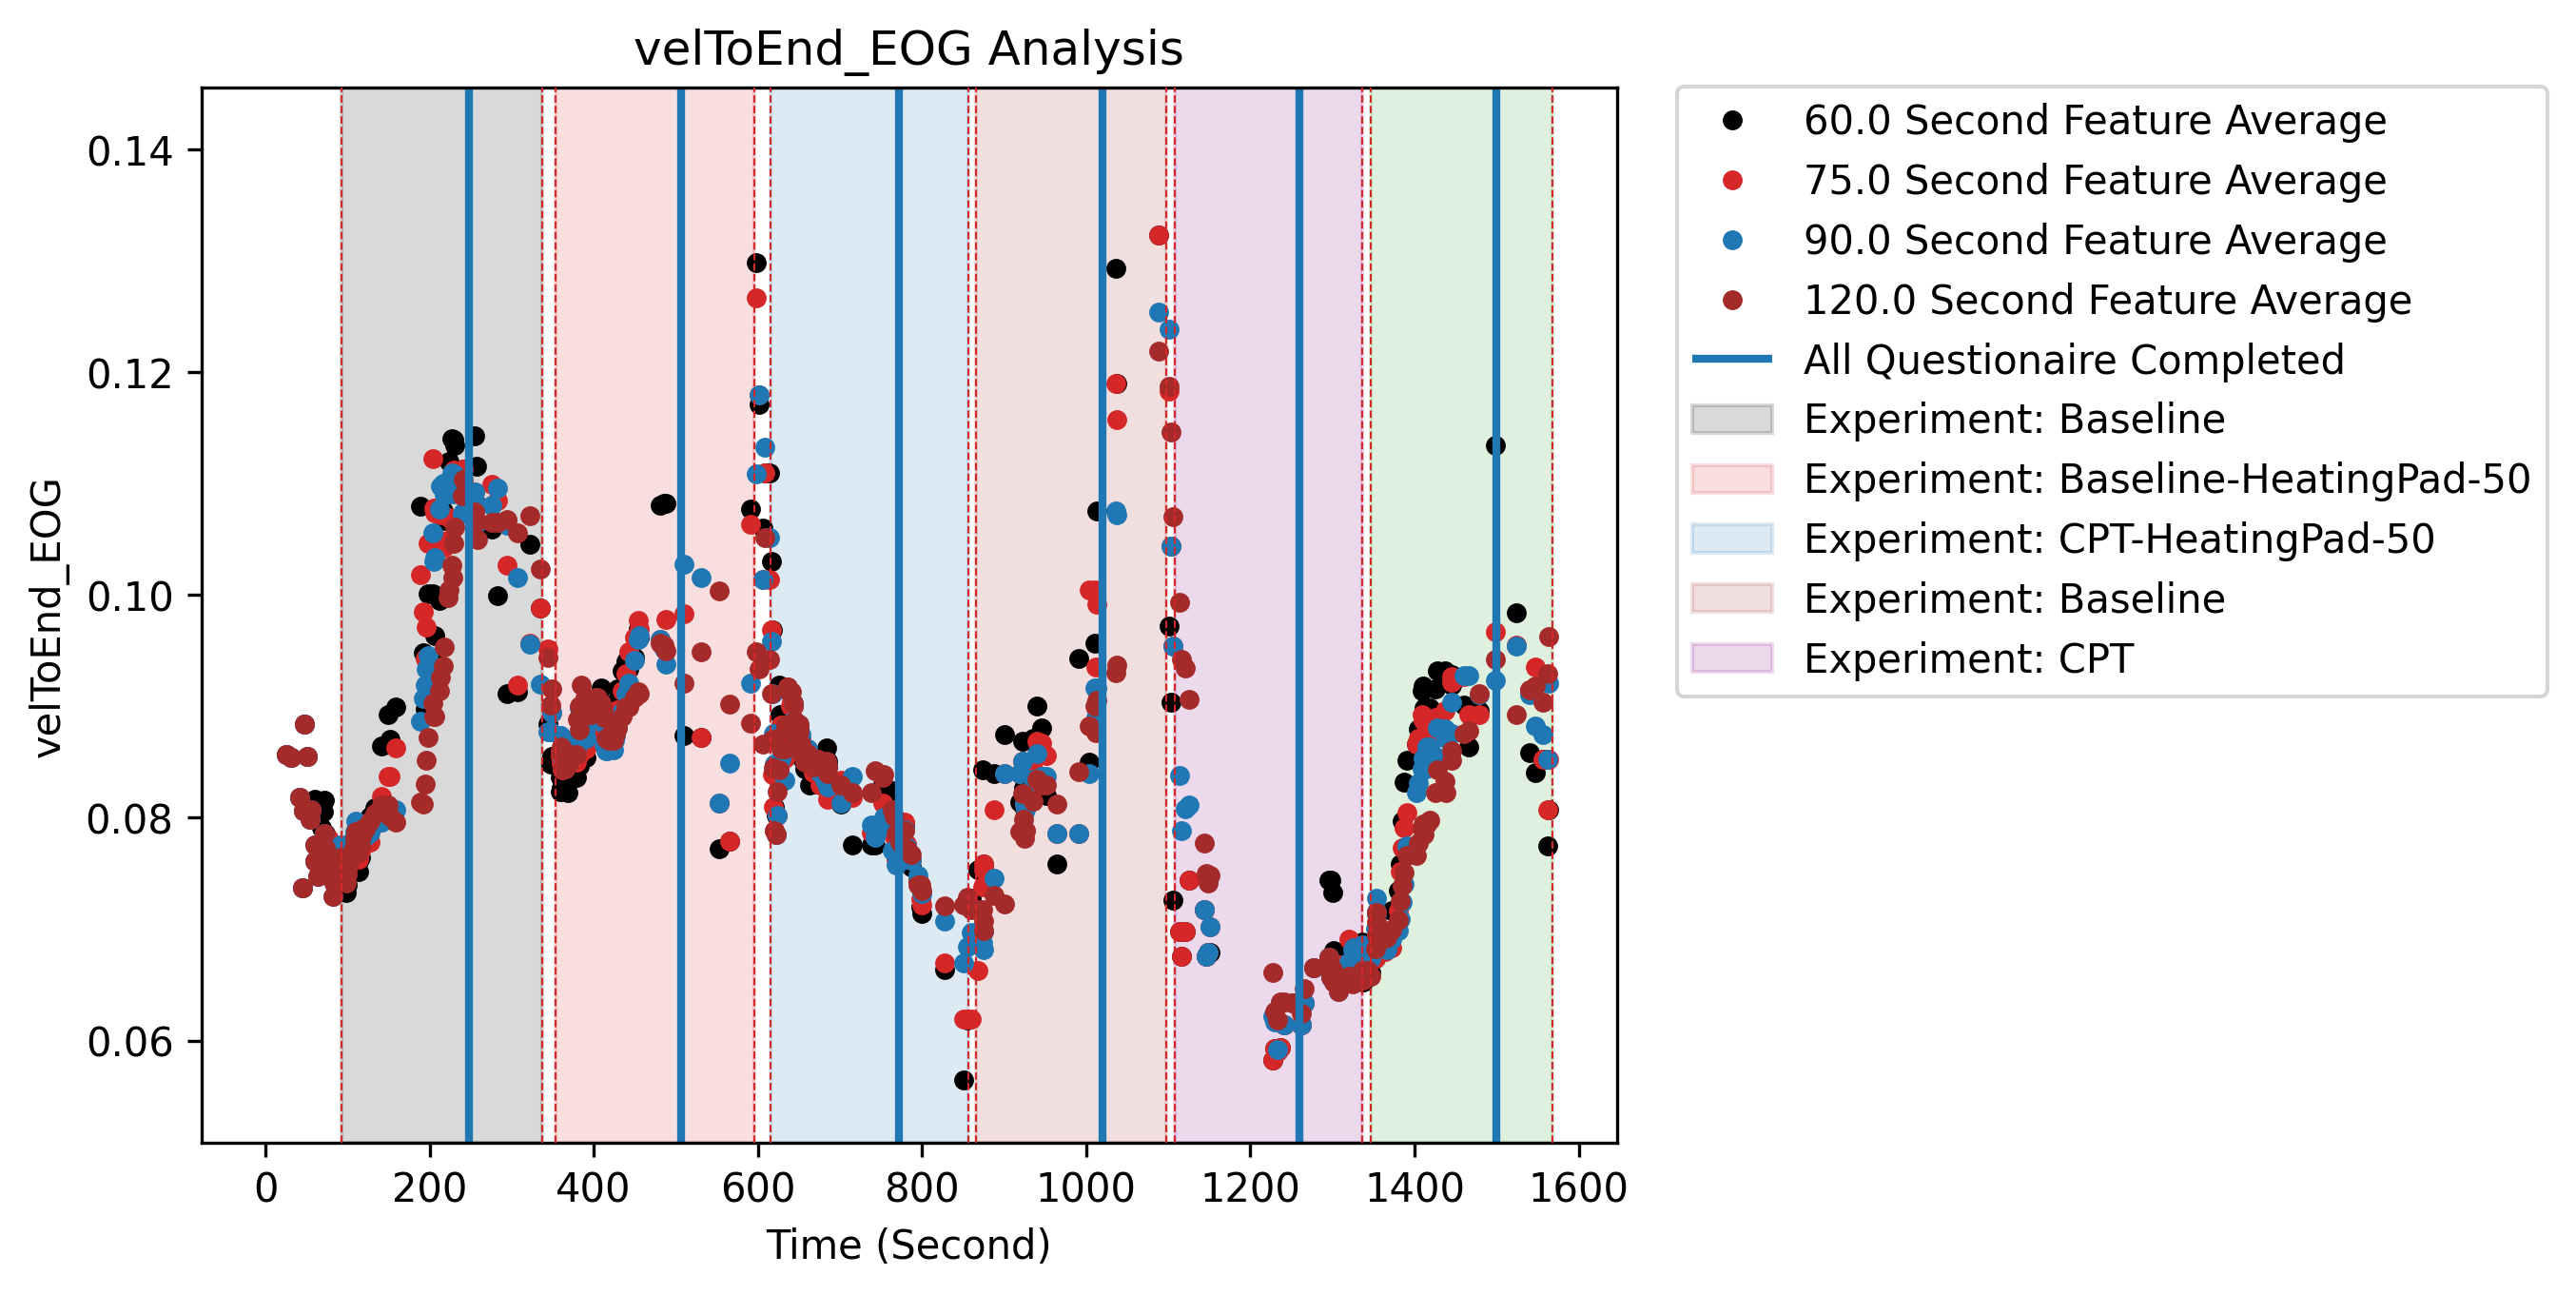 velToEnd_EOG Analysis
0.14
0.12
0.10
0.08
0.06
velToEnd_EOG
0 200 400 600 800 1000 1200 1400 1600
Time (Second)
60.0 Second Feature Average
75.0 Second Feature Average
90.0 Second Feature Average
120.0 Second Feature Average
All Questionaire Completed
Experiment: Baseline
Experiment: Baseline-HeatingPad-50
Experiment: CPT-HeatingPad-50
Experiment: Baseline
Experiment: CPT